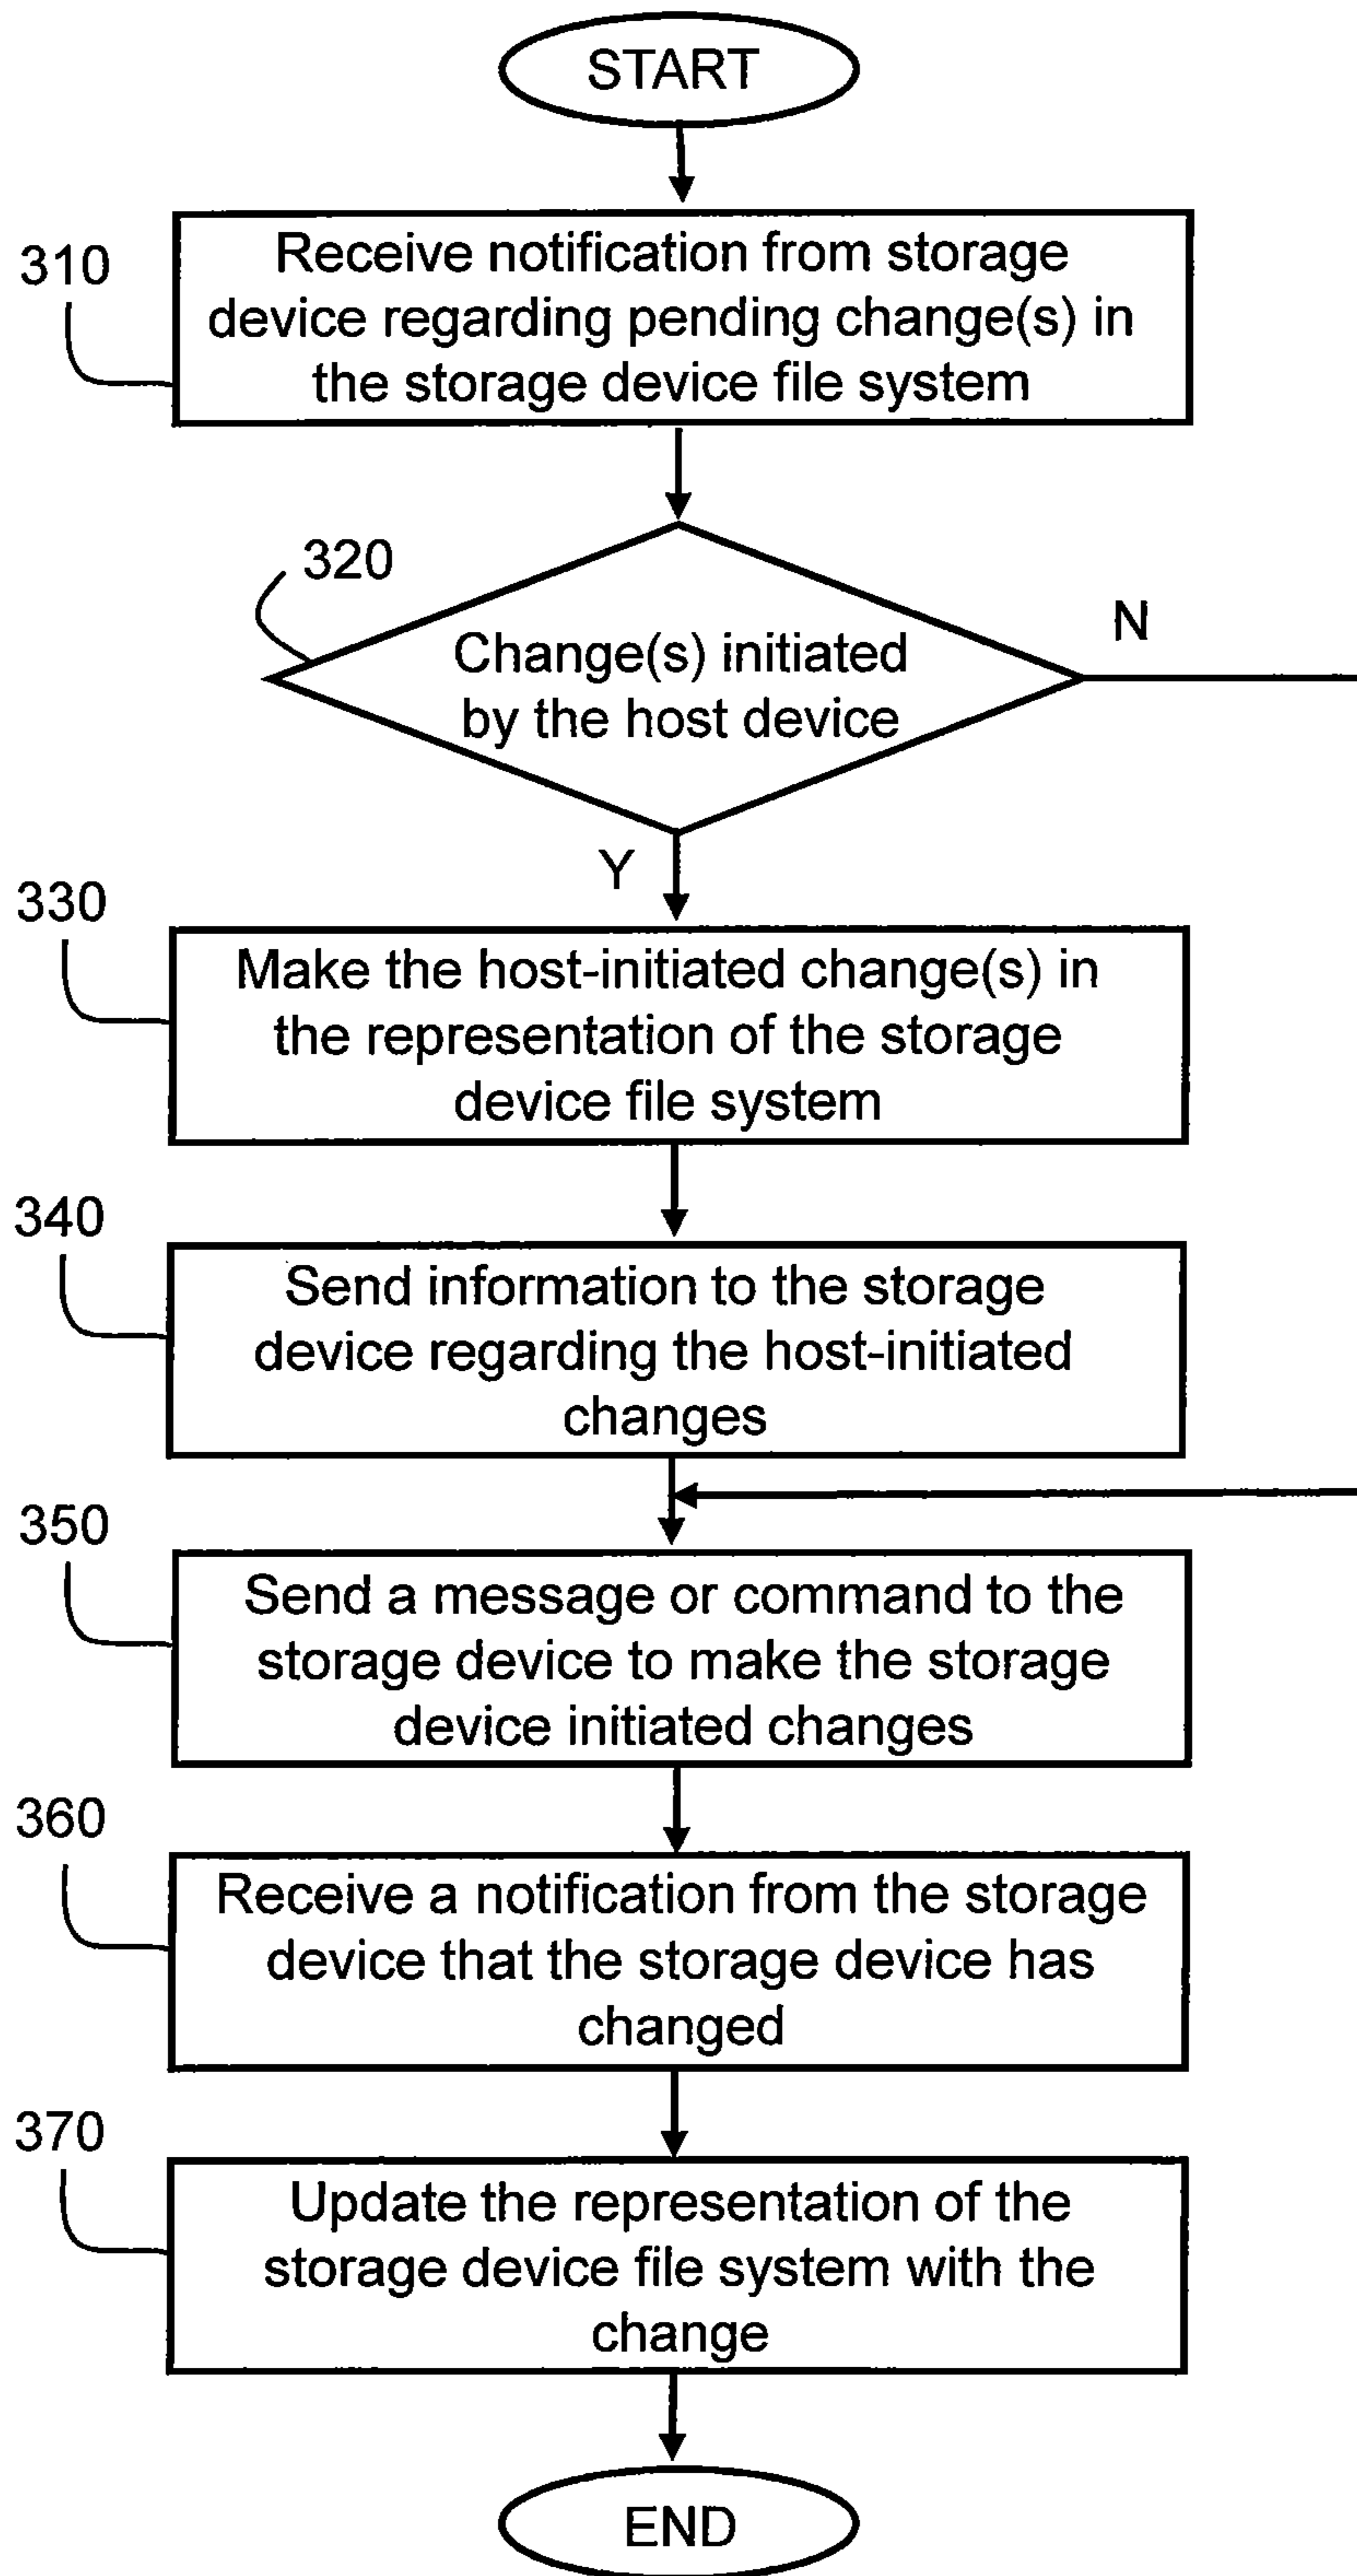 START
310
Receive notification from storage
device regarding pending change(s) in
the storage device file system
320
Change(s) initiated
by the host device
N
Y
330
Make the host-initiated change(s) in
the representation of the storage
device file system
340
Send information to the storage
device regarding the host-initiated
changes
350
Send a message or command to the
storage device to make the storage
device initiated changes
360
Receive a notification from the storage
device that the storage device has
changed
370
Update the representation of the
storage device file system with the
change
END